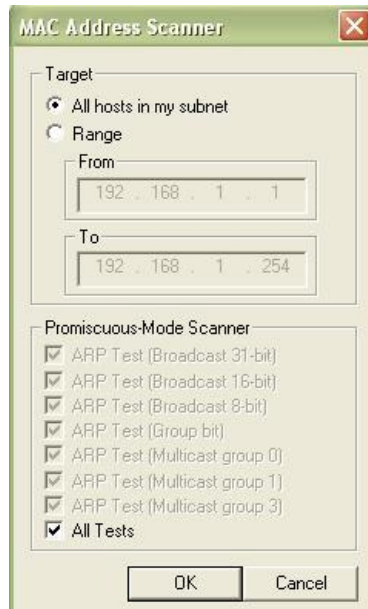 MAC Address Scanner
Target
All hosts in my subnet
Range
From
192 . 168 . 1 . 1
To
192 . 168 . 1 . 254
Promiscuous-Mode Scanner
ARP Test (Broadcast 31-bit)
ARP Test (Broadcast 16-bit)
ARP Test (Broadcast 8-bit)
ARP Test (Group bit)
ARP Test (Multicast group 0)
ARP Test (Multicast group 1)
ARP Test (Multicast group 3)
All Tests
OK Cancel